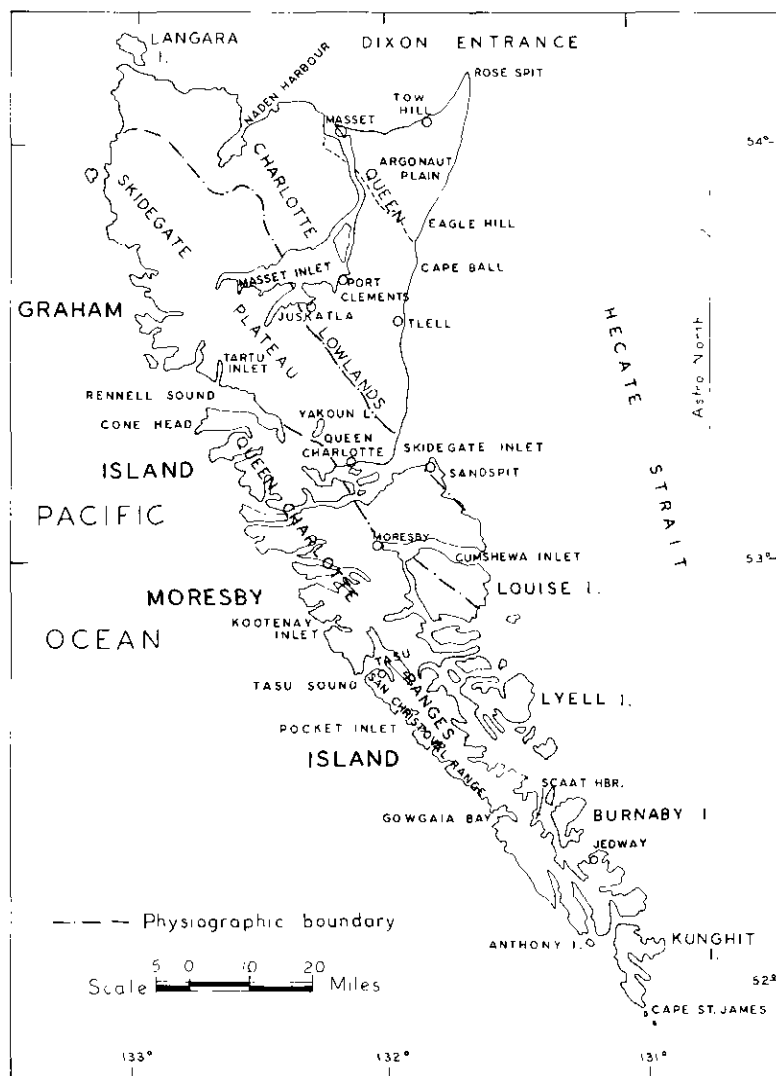 LANGARA
I.
DIXON ENTRANCE
NADEN HARBOUR
ROSE SPIT
TOW
HILL
MASSET
54°
ARGONAUT
PLAIN
SKIDEGATE
CHARLOTTE
QUEEN
EAGLE HILL
CAPE BALL
MASSET INLET
PORT
CLEMENTS
GRAHAM
JUSKATLA
TLELL
PLATEAU
LOWLANDS
HECATE
STRAIT
Astro North
TARTU
INLET
RENNELL SOUND
CONE HEAD
YAKOUN L.
QUEEN
CHARLOTTE
SKIDEGATE INLET
SANDSPIT
ISLAND
QUEEN CHARLOTTE
PACIFIC
MORESBY
CUMSHEWA INLET
53°
MORESBY
LOUISE I.
OCEAN
KOOTENAY
INLET
TASU
RANGES
TASU SOUND
SAN CHRISTOVAL RANGE
LYELL I.
POCKET INLET
ISLAND
SCAAT HBR.
GOWGAIA BAY
BURNABY I
JEDWAY
Physiographic boundary
ANTHONY I.
KUNGHIT
I.
5 0 10 20
Scale Miles
52°
CAPE ST. JAMES
133° 132° 131°